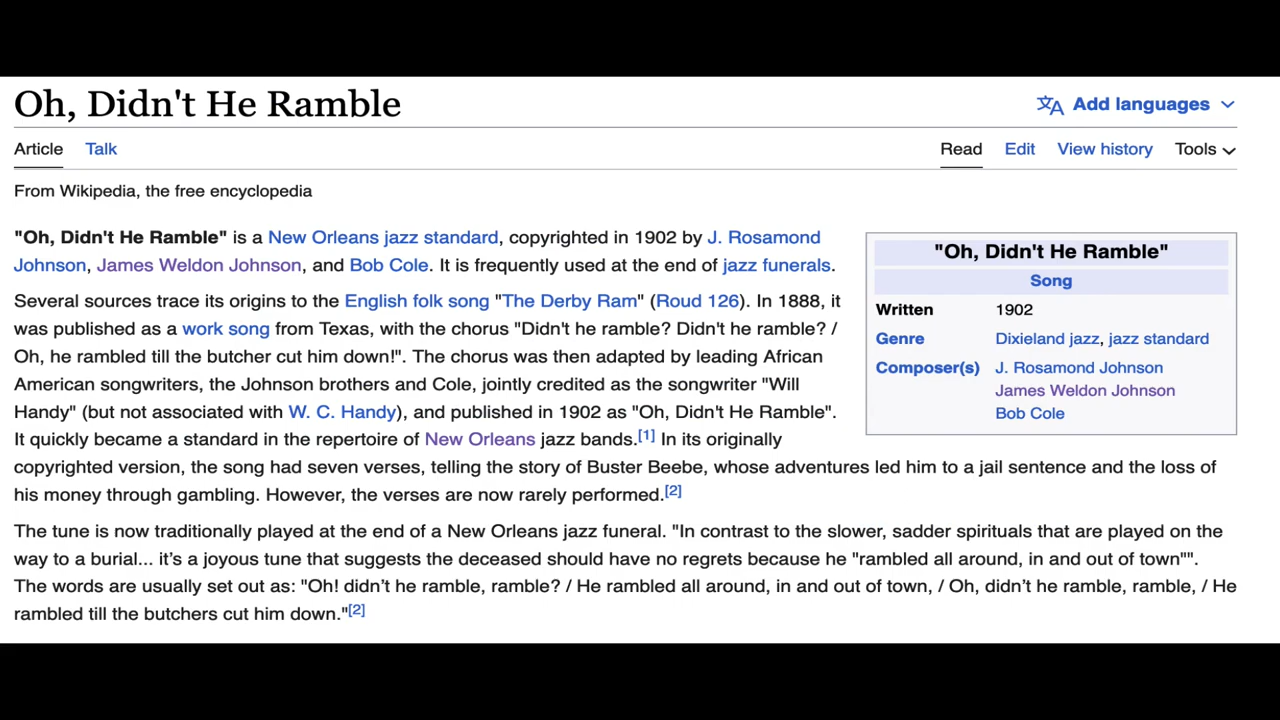 Oh, Didn't He Ramble
Add languages
Article Talk
Read Edit View history Tools
From Wikipedia, the free encyclopedia
"Oh, Didn't He Ramble" is a New Orleans jazz standard, copyrighted in 1902 by J. Rosamond
Johnson, James Weldon Johnson, and Bob Cole. It is frequently used at the end of jazz funerals.
Several sources trace its origins to the English folk song "The Derby Ram" (Roud 126). In 1888, it
was published as a work song from Texas, with the chorus "Didn't he ramble? Didn't he ramble? /
Oh, he rambled till the butcher cut him down!". The chorus was then adapted by leading African
American songwriters, the Johnson brothers and Cole, jointly credited as the songwriter "Will
Handy" (but not associated with W. C. Handy), and published in 1902 as "Oh, Didn't He Ramble".
It quickly became a standard in the repertoire of New Orleans jazz bands.[1] In its originally
copyrighted version, the song had seven verses, telling the story of Buster Beebe, whose adventures led him to a jail sentence and the loss of
his money through gambling. However, the verses are now rarely performed.[2]
The tune is now traditionally played at the end of a New Orleans jazz funeral. "In contrast to the slower, sadder spirituals that are played on the
way to a burial... it’s a joyous tune that suggests the deceased should have no regrets because he "rambled all around, in and out of town"".
The words are usually set out as: "Oh! didn’t he ramble, ramble? / He rambled all around, in and out of town, / Oh, didn’t he ramble, ramble, / He
rambled till the butchers cut him down."[2]
"Oh, Didn't He Ramble"
Song
Written 1902
Genre Dixieland jazz, jazz standard
Composer(s) J. Rosamond Johnson
James Weldon Johnson
Bob Cole